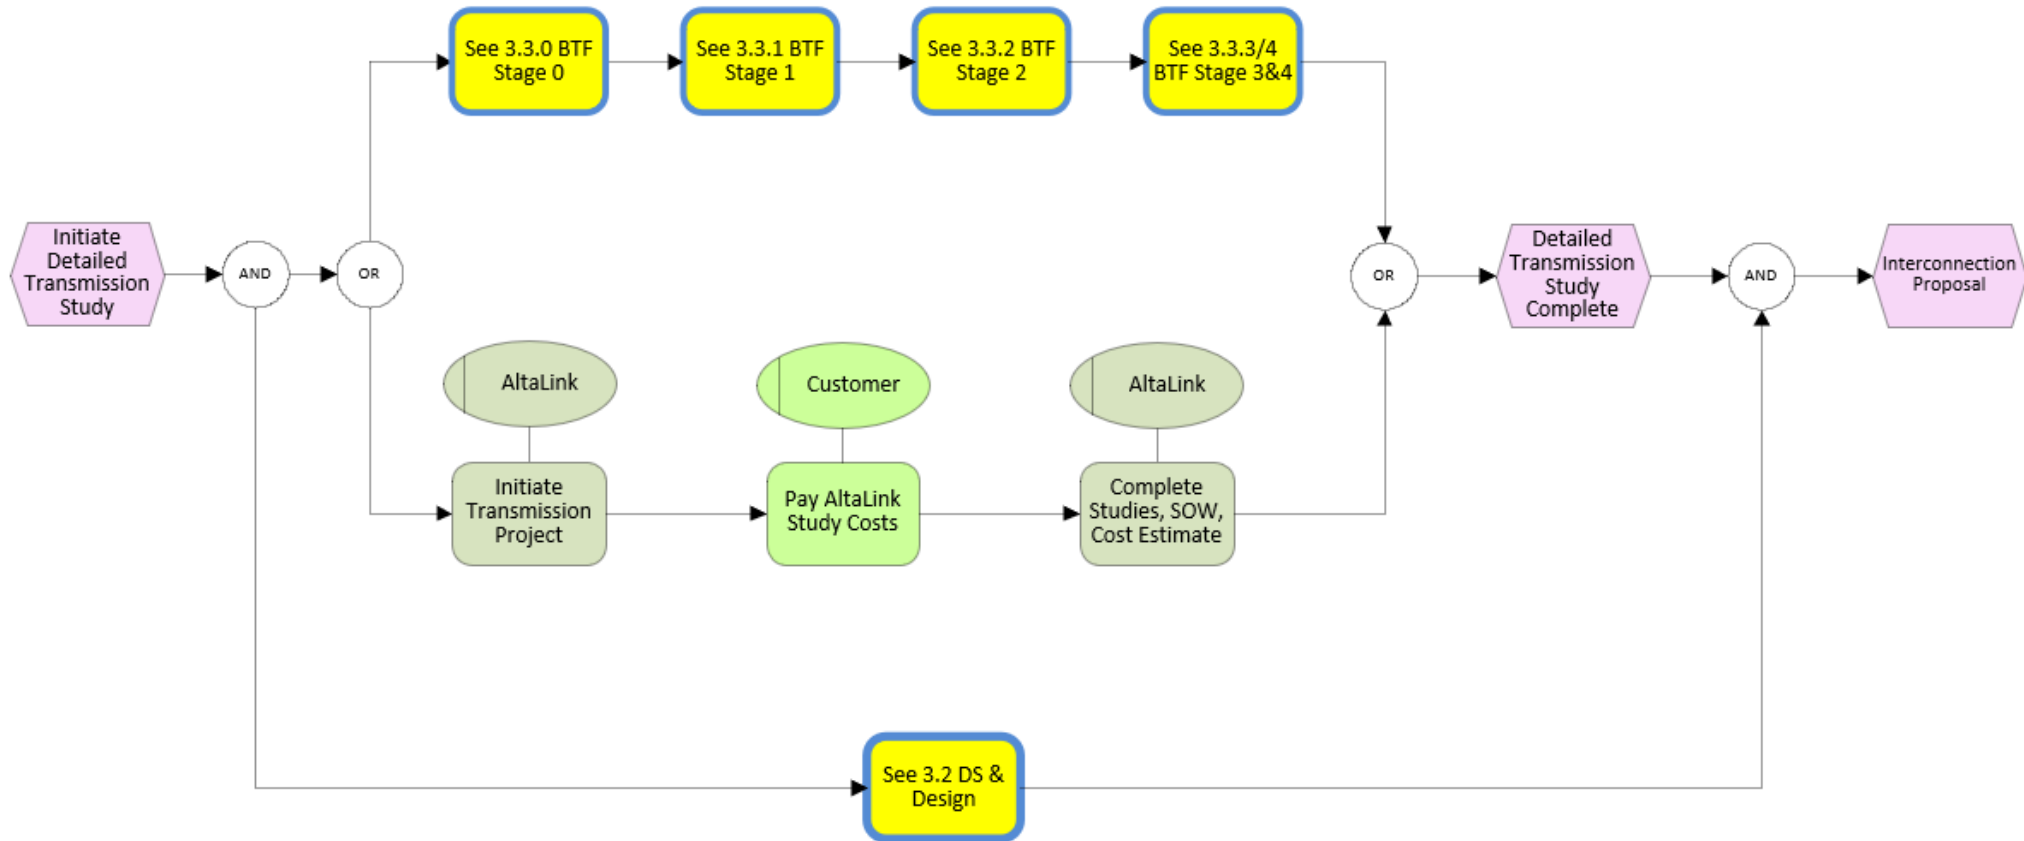 See 3.3.0 BTF
Stage 0
See 3.3.1 BTF
Stage 1
See 3.3.2 BTF
Stage 2
See 3.3.3/4
BTF Stage 3&4
Initiate
Detailed
Transmission
Study
AND
OR
OR
Detailed
Transmission
Study
Complete
AND
Interconnection
Proposal
AltaLink
Customer
AltaLink
Initiate
Transmission
Project
Pay AltaLink
Study Costs
Complete
Studies, SOW,
Cost Estimate
See 3.2 DS &
Design